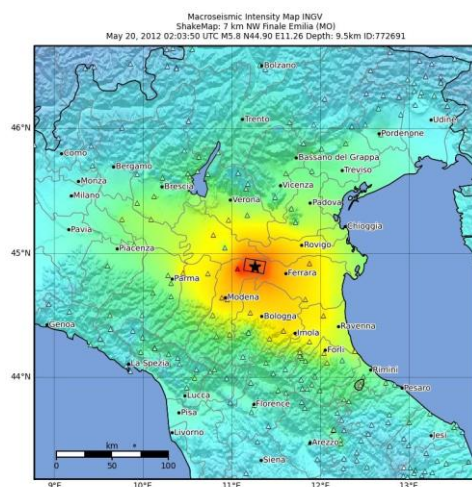 Macroseismic Intensity Map INGV
ShakeMap: 7 km NW Finale Emilia (MO)
May 20, 2012 02:03:50 UTC M5.8 N44.90 E11.26 Depth: 9.5km ID:772691
Bolzano
46°N
Trento
Udine
Pordenone
Como
Bergamo
Bassano del Grappa
Treviso
Monza
Brescia
Vicenza
Milano
Verona
Padova
Pavia
Chioggia
45°N
Piacenza
Rovigo
Parma
Ferrara
Modena
Genoa
Bologna
Ravenna
Imola
Forli
44°N
La Spezia
Rimini
Lucca
Florence
Pesaro
Pisa
Livorno
Arezzo
Jesi
km
Siena
0
50
100
9°E
10°E
11°E
12°E
13°E